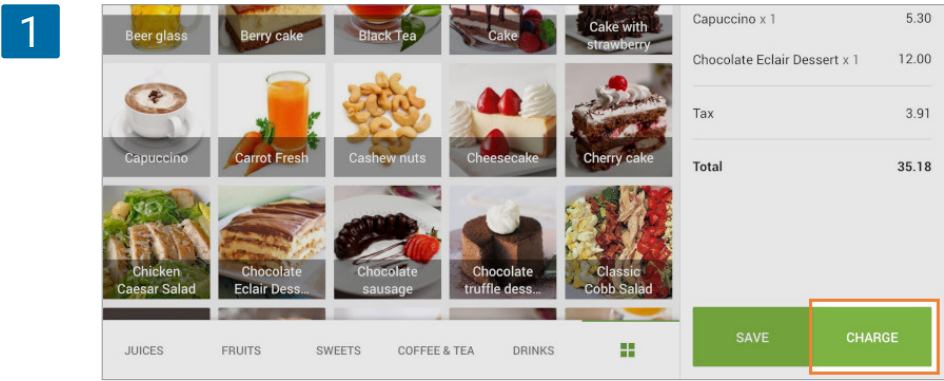 1
Beer glass
Berry cake
Black Tea
Cake
Cake with
strawberry
Capuccino
Carrot Fresh
Cashew nuts
Cheesecake
Cherry cake
Chicken
Caesar Salad
Chocolate
Eclair Dess...
Chocolate
sausage
Chocolate
truffle dess...
Classic
Cobb Salad
JUICES FRUITS SWEETS COFFEE & TEA DRINKS
Capuccino x 1 5.30
Chocolate Eclair Dessert x 1 12.00
Tax 3.91
Total 35.18
SAVE CHARGE